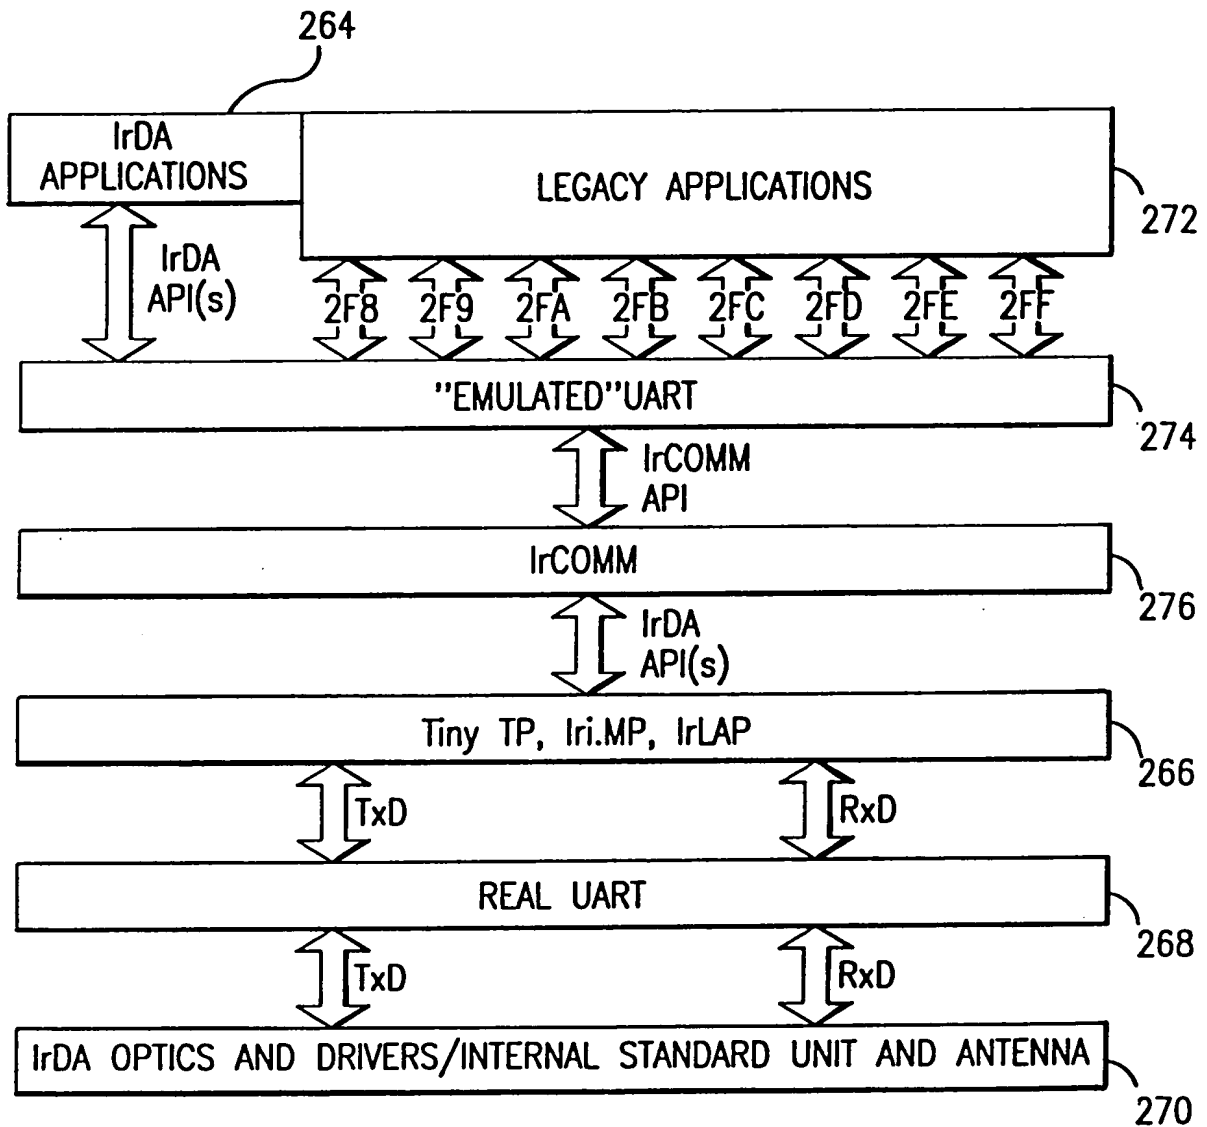 264
IrDA
APPLICATIONS
LEGACY APPLICATIONS
272
IrDA
API(s)
2F8 2F9 2FA 2FB 2FC 2FD 2FE 2FF
"EMULATED"UART
274
IrCOMM
API
IrCOMM
276
IrDA
API(s)
Tiny TP, Iri.MP, IrLAP
266
TxD RxD
REAL UART
268
TxD RxD
IrDA OPTICS AND DRIVERS/INTERNAL STANDARD UNIT AND ANTENNA
270